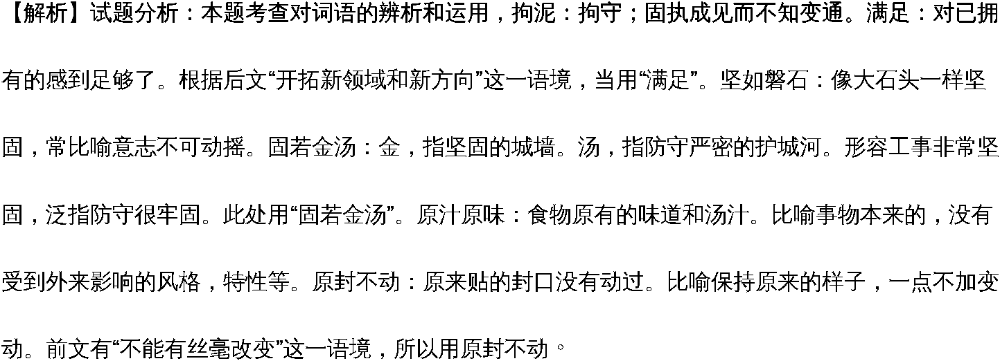 【解析】试题分析：本题考查对词语的辨析和运用，拘泥：拘守；固执成见而不知变通。满足：对已拥
有的感到足够了。根据后文“开拓新领域和新方向”这一语境，当用“满足”。坚如磐石：像大石头一样坚
固，常比喻意志不可动摇。固若金汤：金，指坚固的城墙。汤，指防守严密的护城河。形容工事非常坚
固，泛指防守很牢固。此处用“固若金汤”。原汁原味：食物原有的味道和汤汁。比喻事物本来的，没有
受到外来影响的风格，特性等。原封不动：原来贴的封口没有动过。比喻保持原来的样子，一点不加变
动。前文有“不能有丝毫改变”这一语境，所以用原封不动。